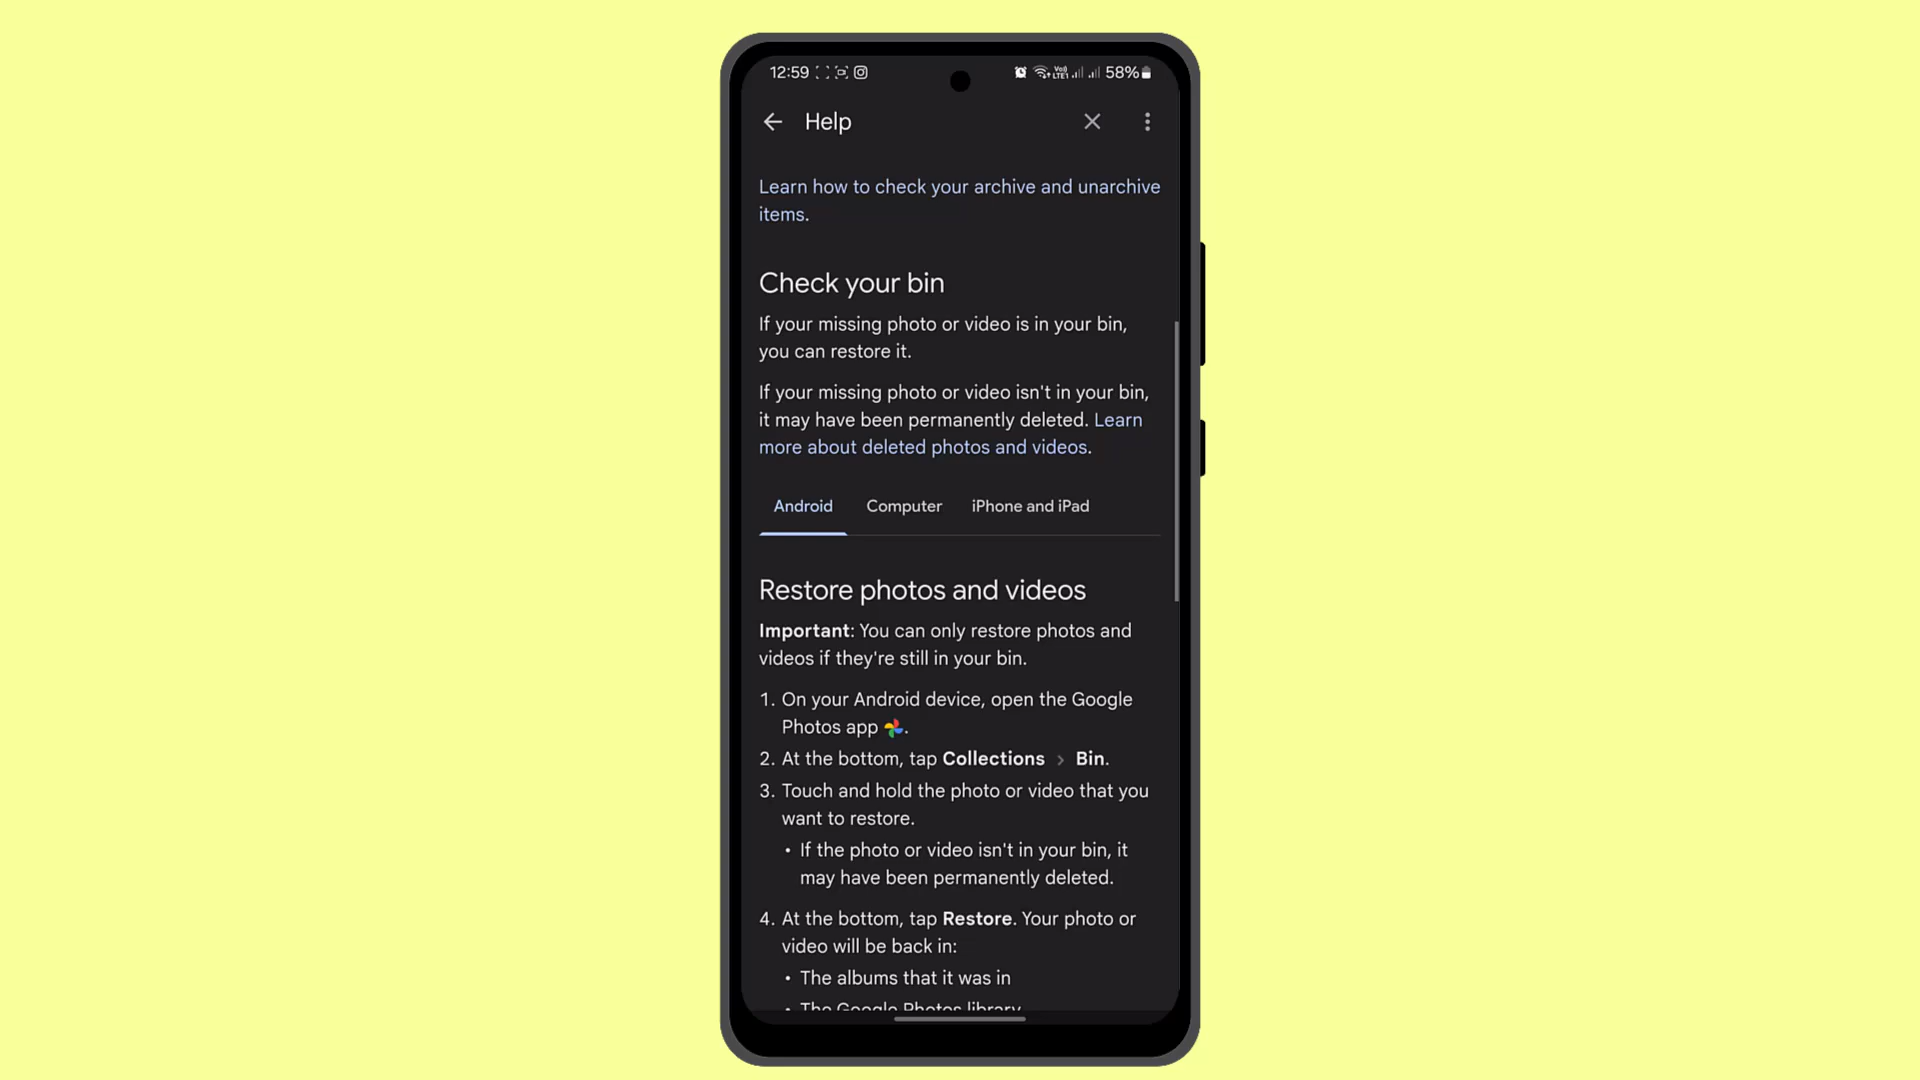 12:59 58%
Help
Learn how to check your archive and unarchive
items.
Check your bin
If your missing photo or video is in your bin,
you can restore it.
If your missing photo or video isn't in your bin,
it may have been permanently deleted. Learn
more about deleted photos and videos.
Android Computer iPhone and iPad
Restore photos and videos
Important: You can only restore photos and
videos if they're still in your bin.
1. On your Android device, open the Google
Photos app .
2. At the bottom, tap Collections › Bin.
3. Touch and hold the photo or video that you
want to restore.
• If the photo or video isn't in your bin, it
may have been permanently deleted.
4. At the bottom, tap Restore. Your photo or
video will be back in:
• The albums that it was in
• The Google Photos library